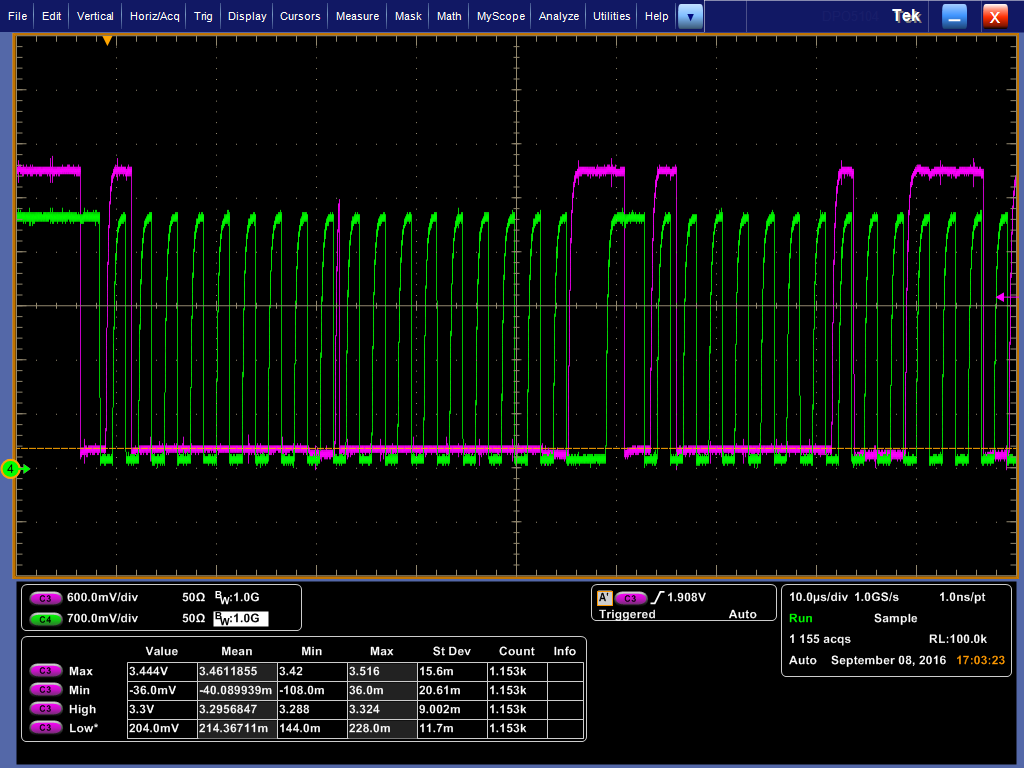 File Edit Vertical Horiz/Acq Trig Display Cursors Measure Mask Math MyScope Analyze Utilities Help Tek X
4
C3 600.0mV/div 50Ω BW:1.0G
C4 700.0mV/div 50Ω BW:1.0G
A' C3 1.908V
Triggered Auto
10.0µs/div 1.0GS/s 1.0ns/pt
Run Sample
1 155 acqs RL:100.0k
Auto September 08, 2016 17:03:23
Value Mean Min Max St Dev Count Info
C3 Max 3.444V 3.4611855 3.42 3.516 15.6m 1.153k
C3 Min -36.0mV -40.089939m -108.0m 36.0m 20.61m 1.153k
C3 High 3.3V 3.2956847 3.288 3.324 9.002m 1.153k
C3 Low* 204.0mV 214.36711m 144.0m 228.0m 11.7m 1.153k